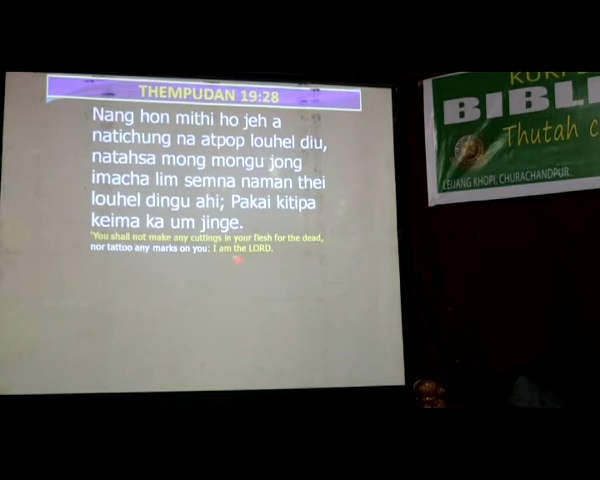 THEMPUDAN 19:28
Nang hon mithi ho jeh a
natichung na atpop louhel diu,
natahsa mong mongu jong
imacha lim semna naman thei
louhel dingu ahi; Pakai kitipa
keima ka um jinge.
"You shall not make any cuttings in your flesh for the dead,
nor tattoo any marks on you: I am the LORD.
KUKI
BIBL
Thutah
LEIJANG KHOPI, CHURACHANDPUR